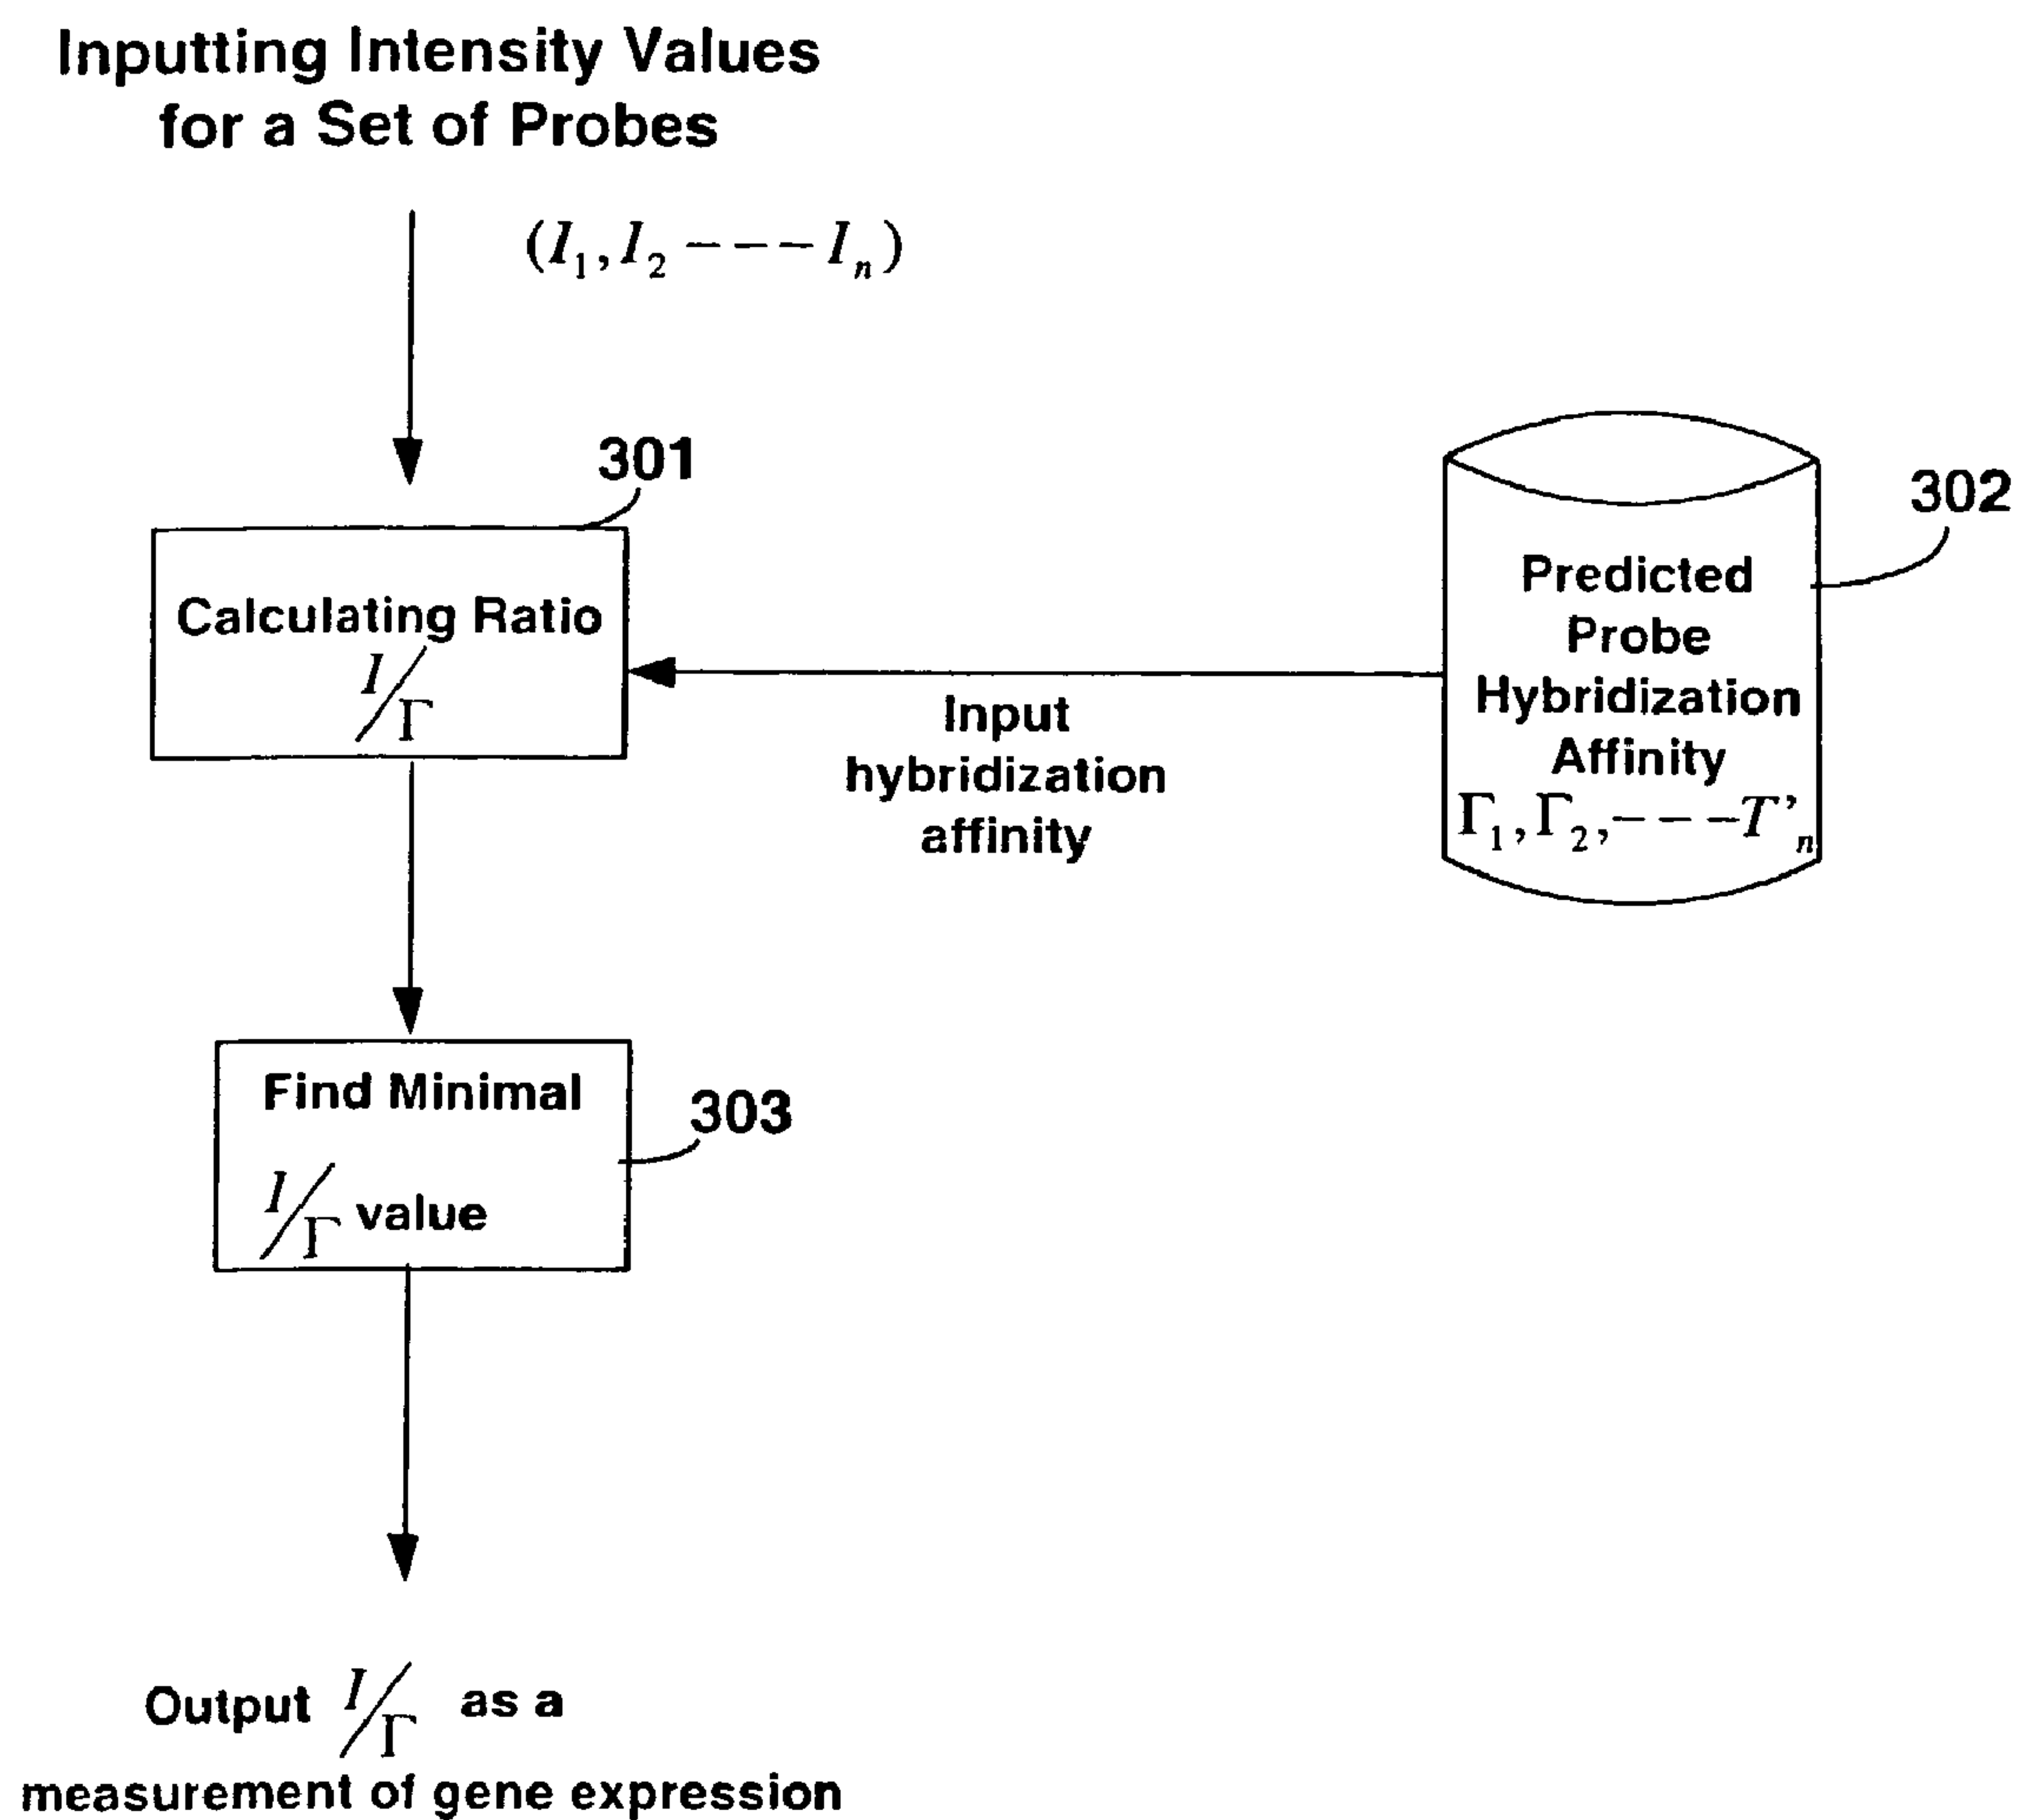 Inputting Intensity Values
for a Set of Probes
(I₁, I₂ − − − Iₙ)
301
Calculating Ratio
I/Γ
302
Predicted
Probe
Hybridization
Affinity
Γ₁, Γ₂, − − − T’ₙ
Input
hybridization
affinity
Find Minimal
I/Γ value
303
Output I/Γ as a
measurement of gene expression